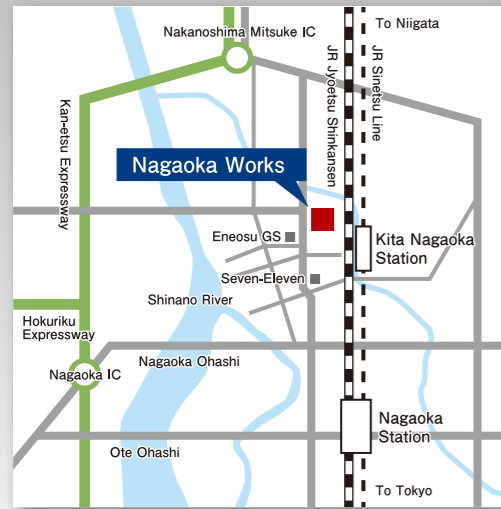 To Niigata
Nakanoshima Mitsuke IC
JR Jyoetsu Shinkansen
JR Sinetsu Line
Kan-etsu Expressway
Nagaoka Works
Eneosu GS
Kita Nagaoka
Station
Seven-Eleven
Shinano River
Hokuriku
Expressway
Nagaoka Ohashi
Nagaoka IC
Nagaoka
Station
Ote Ohashi
To Tokyo